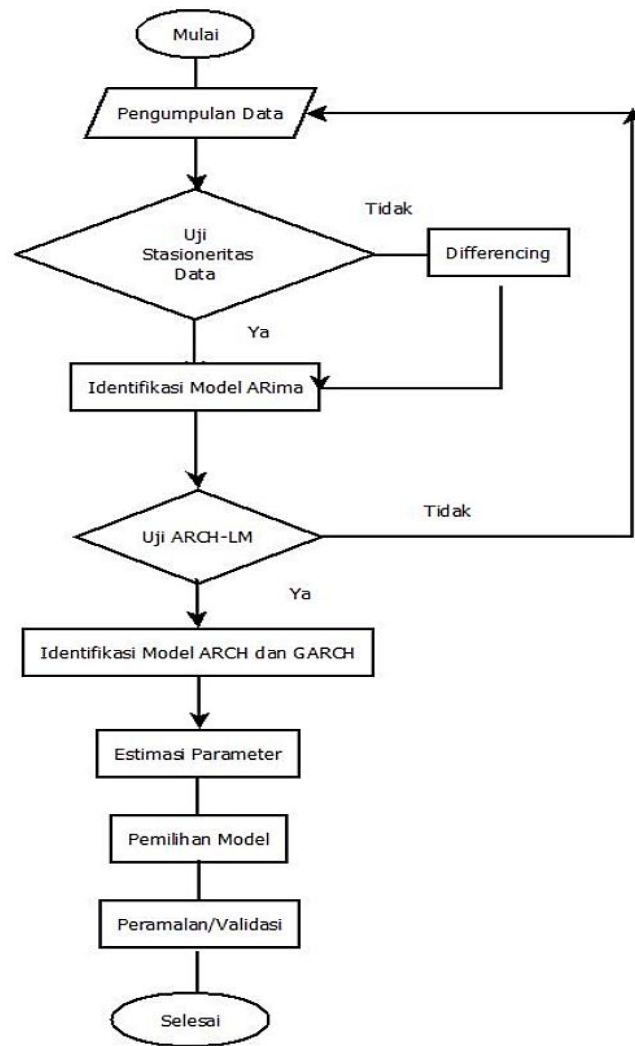 Mulai
Pengumpulan Data
Tidak
Uji
Stasioneritas
Data
Differencing
Ya
Identifikasi Model ARima
Uji ARCH-LM
Tidak
Ya
Identifikasi Model ARCH dan GARCH
Estimasi Parameter
Pemilihan Model
Peramalan/Validasi
Selesai